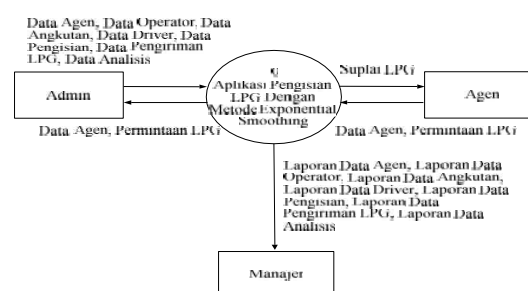 Data Agen, Data Operator, Data
Angkutan, Data Driver, Data
Pengisian, Data Pengiriman
LPG, Data Analisis
Admin
Data Agen, Permintaan LPG
¶
Aplikasi Pengisian
LPG Dengan
Metode Exponential
Smoothing
Suplai LPG
Agen
Data Agen, Permintaan LPG
Laporan Data Agen, Laporan Data
Operator, Laporan Data Angkutan,
Laporan Data Driver, Laporan Data
Pengisian, Laporan Data
Pengiriman LPG, Laporan Data
Analisis
Manajer